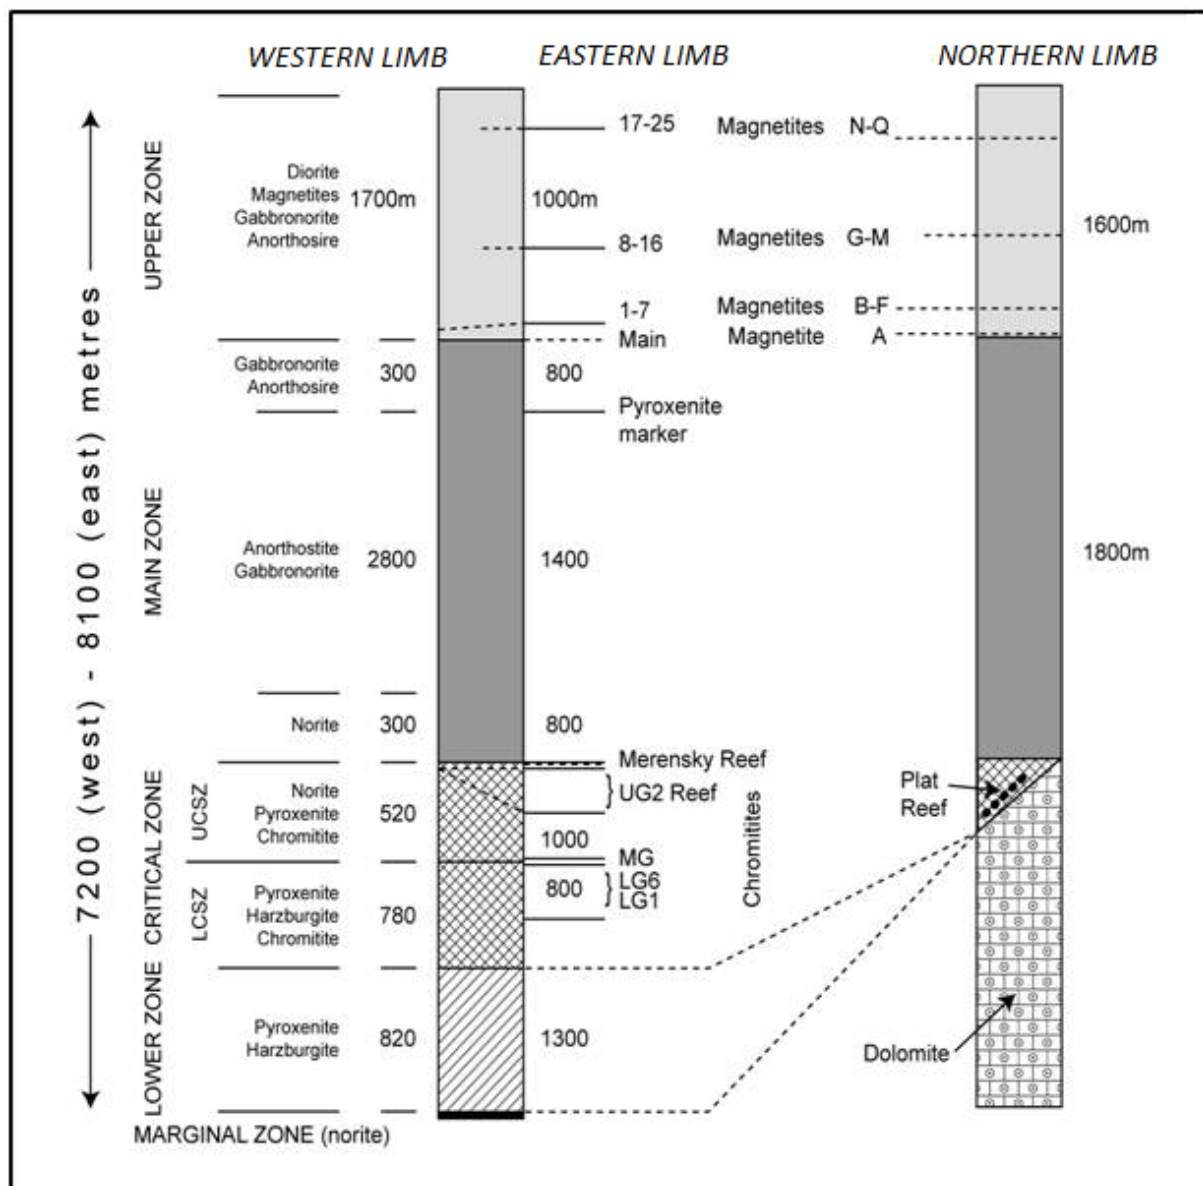 WESTERN LIMB
EASTERN LIMB
NORTHERN LIMB
7200 (west) - 8100 (east) metres
UPPER ZONE
Diorite
Magnetites
Gabbronorite
Anorthosire
1700m
1000m
17-25
Magnetites N-Q
8-16
Magnetites G-M
1-7
Magnetites B-F
Main
Magnetite A
1600m
MAIN ZONE
Gabbronorite
Anorthosire
300
800
Pyroxenite
marker
Anorthostite
Gabbronorite
2800
1400
1800m
Norite
300
800
Merensky Reef
CRITICAL ZONE
UCSZ
Norite
Pyroxenite
Chromitite
520
1000
UG2 Reef
MG
LCSZ
Pyroxenite
Harzburgite
Chromitite
780
800
LG6
LG1
Chromitites
Plat
Reef
LOWER ZONE
Pyroxenite
Harzburgite
820
1300
Dolomite
MARGINAL ZONE (norite)